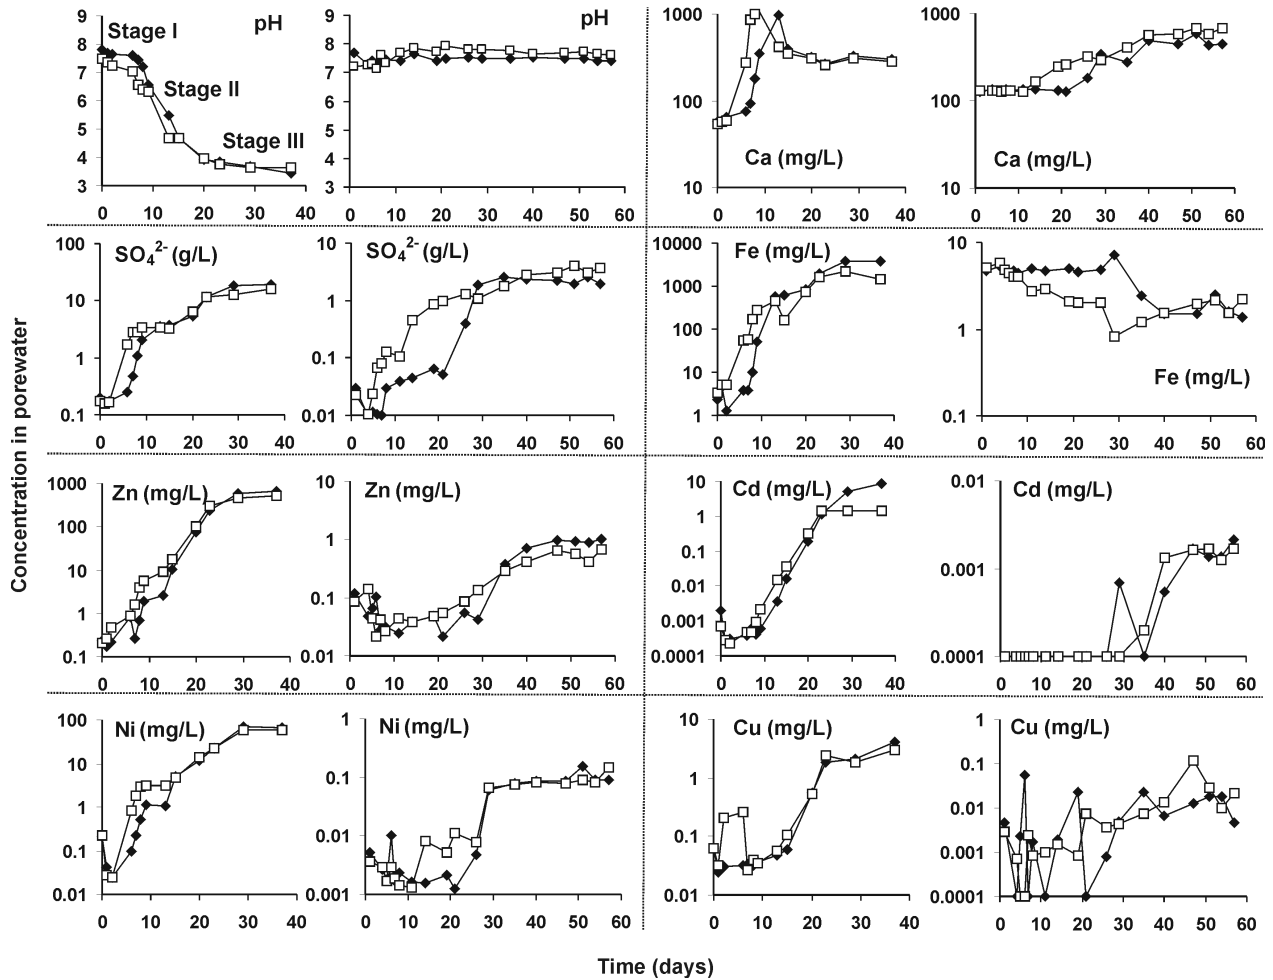 Concentration in porewater
pH
Stage I
Stage II
Stage III
9
8
7
6
5
4
3
0 10 20 30 40
pH
9
8
7
6
5
4
3
0 10 20 30 40 50 60
Ca (mg/L)
1000
100
10
0 10 20 30 40
Ca (mg/L)
1000
100
10
0 10 20 30 40 50 60
SO₄²⁻ (g/L)
100
10
1
0.1
0 10 20 30 40
SO₄²⁻ (g/L)
10
1
0.1
0.01
0 10 20 30 40 50 60
Fe (mg/L)
10000
1000
100
10
1
0 10 20 30 40
Fe (mg/L)
10
1
0.1
0 10 20 30 40 50 60
Zn (mg/L)
1000
100
10
1
0.1
0 10 20 30 40
Zn (mg/L)
10
1
0.1
0.01
0 10 20 30 40 50 60
Cd (mg/L)
10
1
0.1
0.01
0.001
0.0001
0 10 20 30 40
Cd (mg/L)
0.01
0.001
0.0001
0 10 20 30 40 50 60
Ni (mg/L)
100
10
1
0.1
0.01
0 10 20 30 40
Ni (mg/L)
1
0.1
0.01
0.001
0 10 20 30 40 50 60
Cu (mg/L)
10
1
0.1
0.01
0 10 20 30 40
Cu (mg/L)
1
0.1
0.01
0.001
0.0001
0 10 20 30 40 50 60
Time (days)